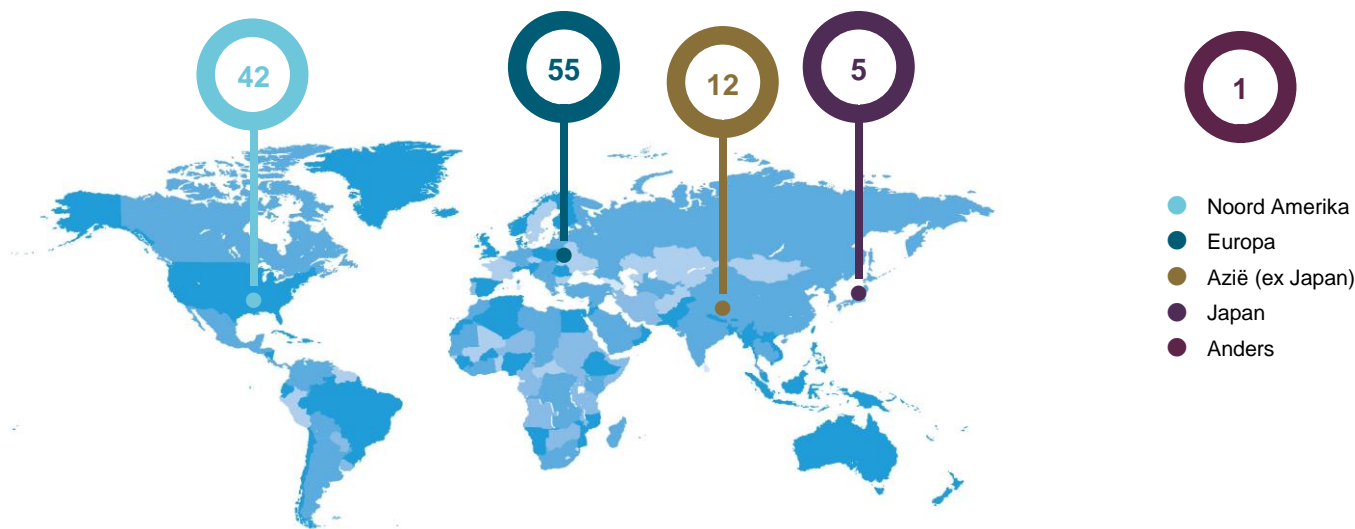 42
55
12
5
1
Noord Amerika
Europa
Azië (ex Japan)
Japan
Anders